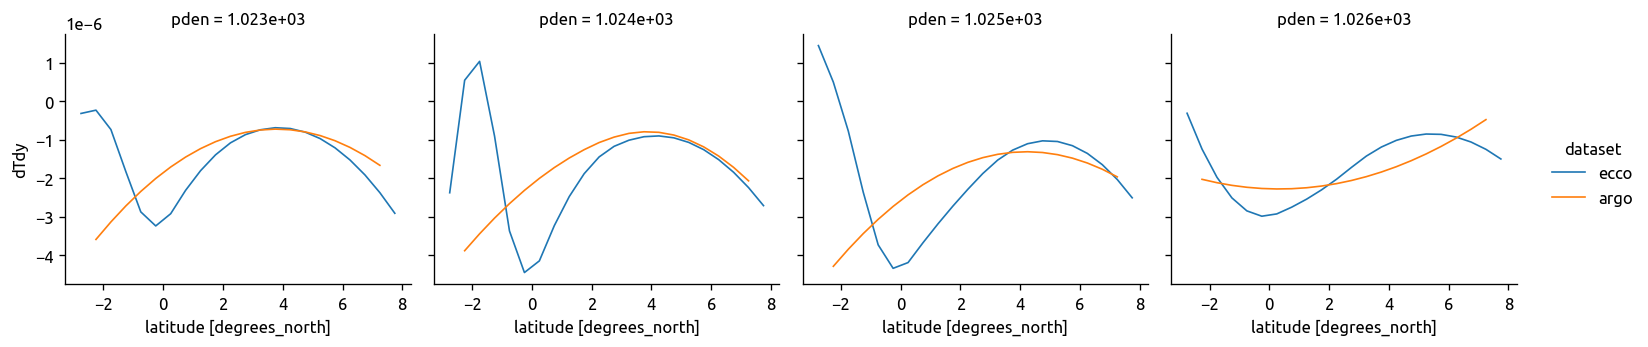 pden = 1.023e+03
pden = 1.024e+03
pden = 1.025e+03
pden = 1.026e+03
1e−6
1
0
−1
−2
−3
−4
dTdy
−2 0 2 4 6 8
−2 0 2 4 6 8
−2 0 2 4 6 8
−2 0 2 4 6 8
latitude [degrees_north]
latitude [degrees_north]
latitude [degrees_north]
latitude [degrees_north]
dataset
ecco
argo